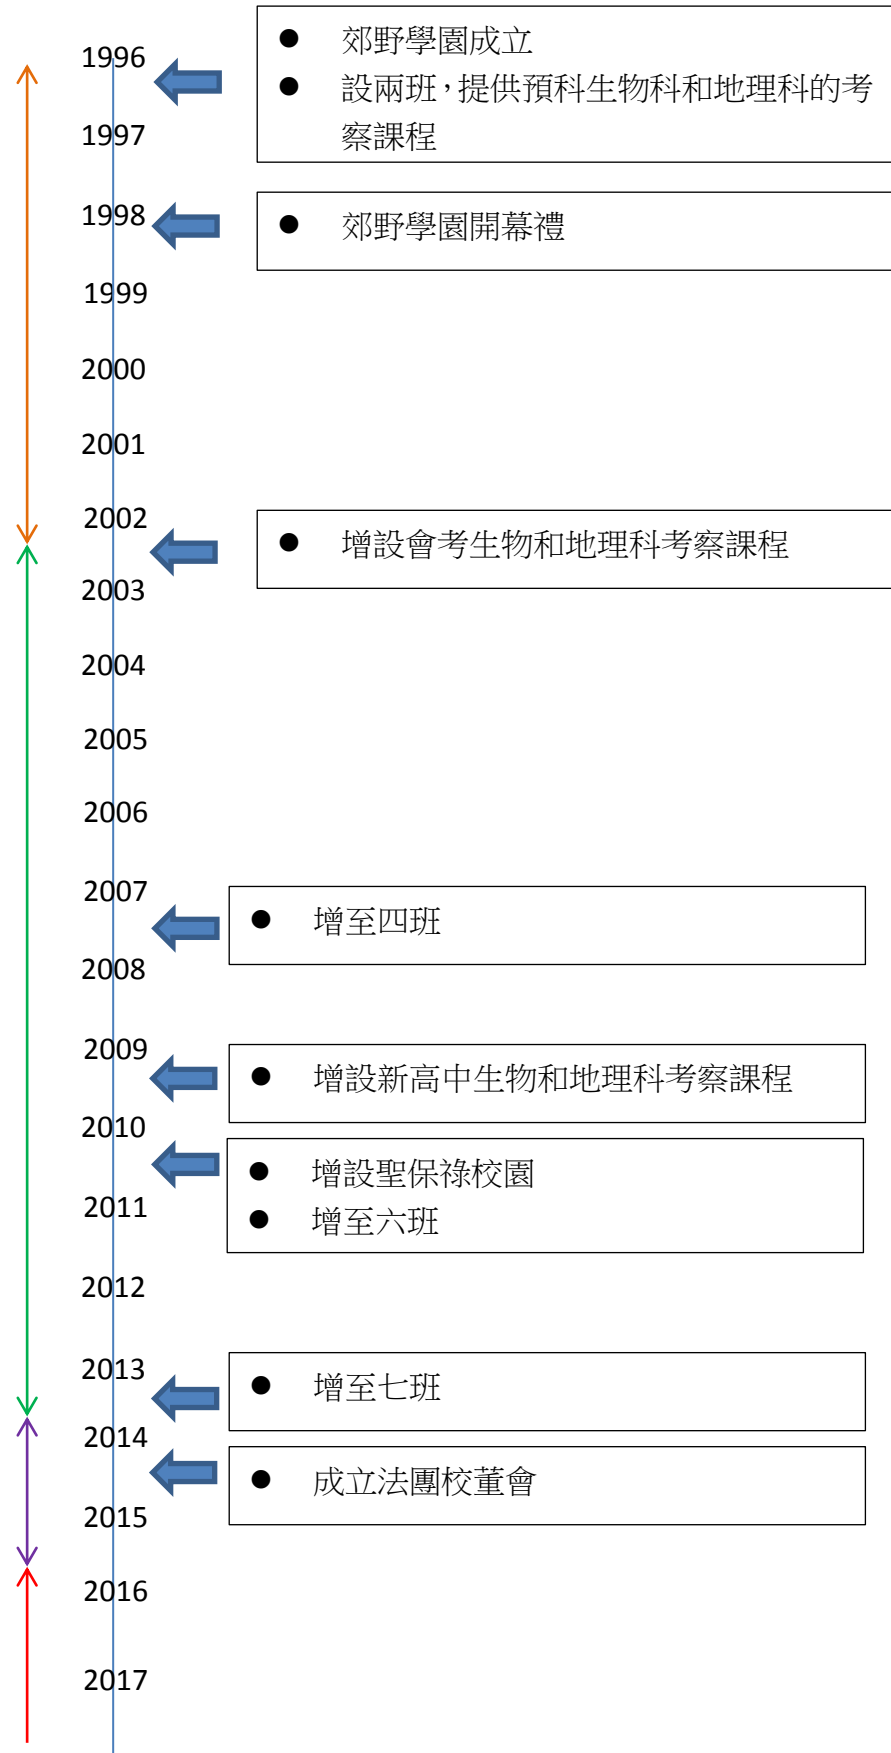 1996
● 郊野學園成立
● 設兩班，提供預科生物科和地理科的考
察課程
1997
1998
● 郊野學園開幕禮
1999
2000
2001
2002
● 增設會考生物和地理科考察課程
2003
2004
2005
2006
2007
● 增至四班
2008
2009
● 增設新高中生物和地理科考察課程
2010
● 增設聖保祿校園
2011
● 增至六班
2012
2013
● 增至七班
2014
● 成立法團校董會
2015
2016
2017